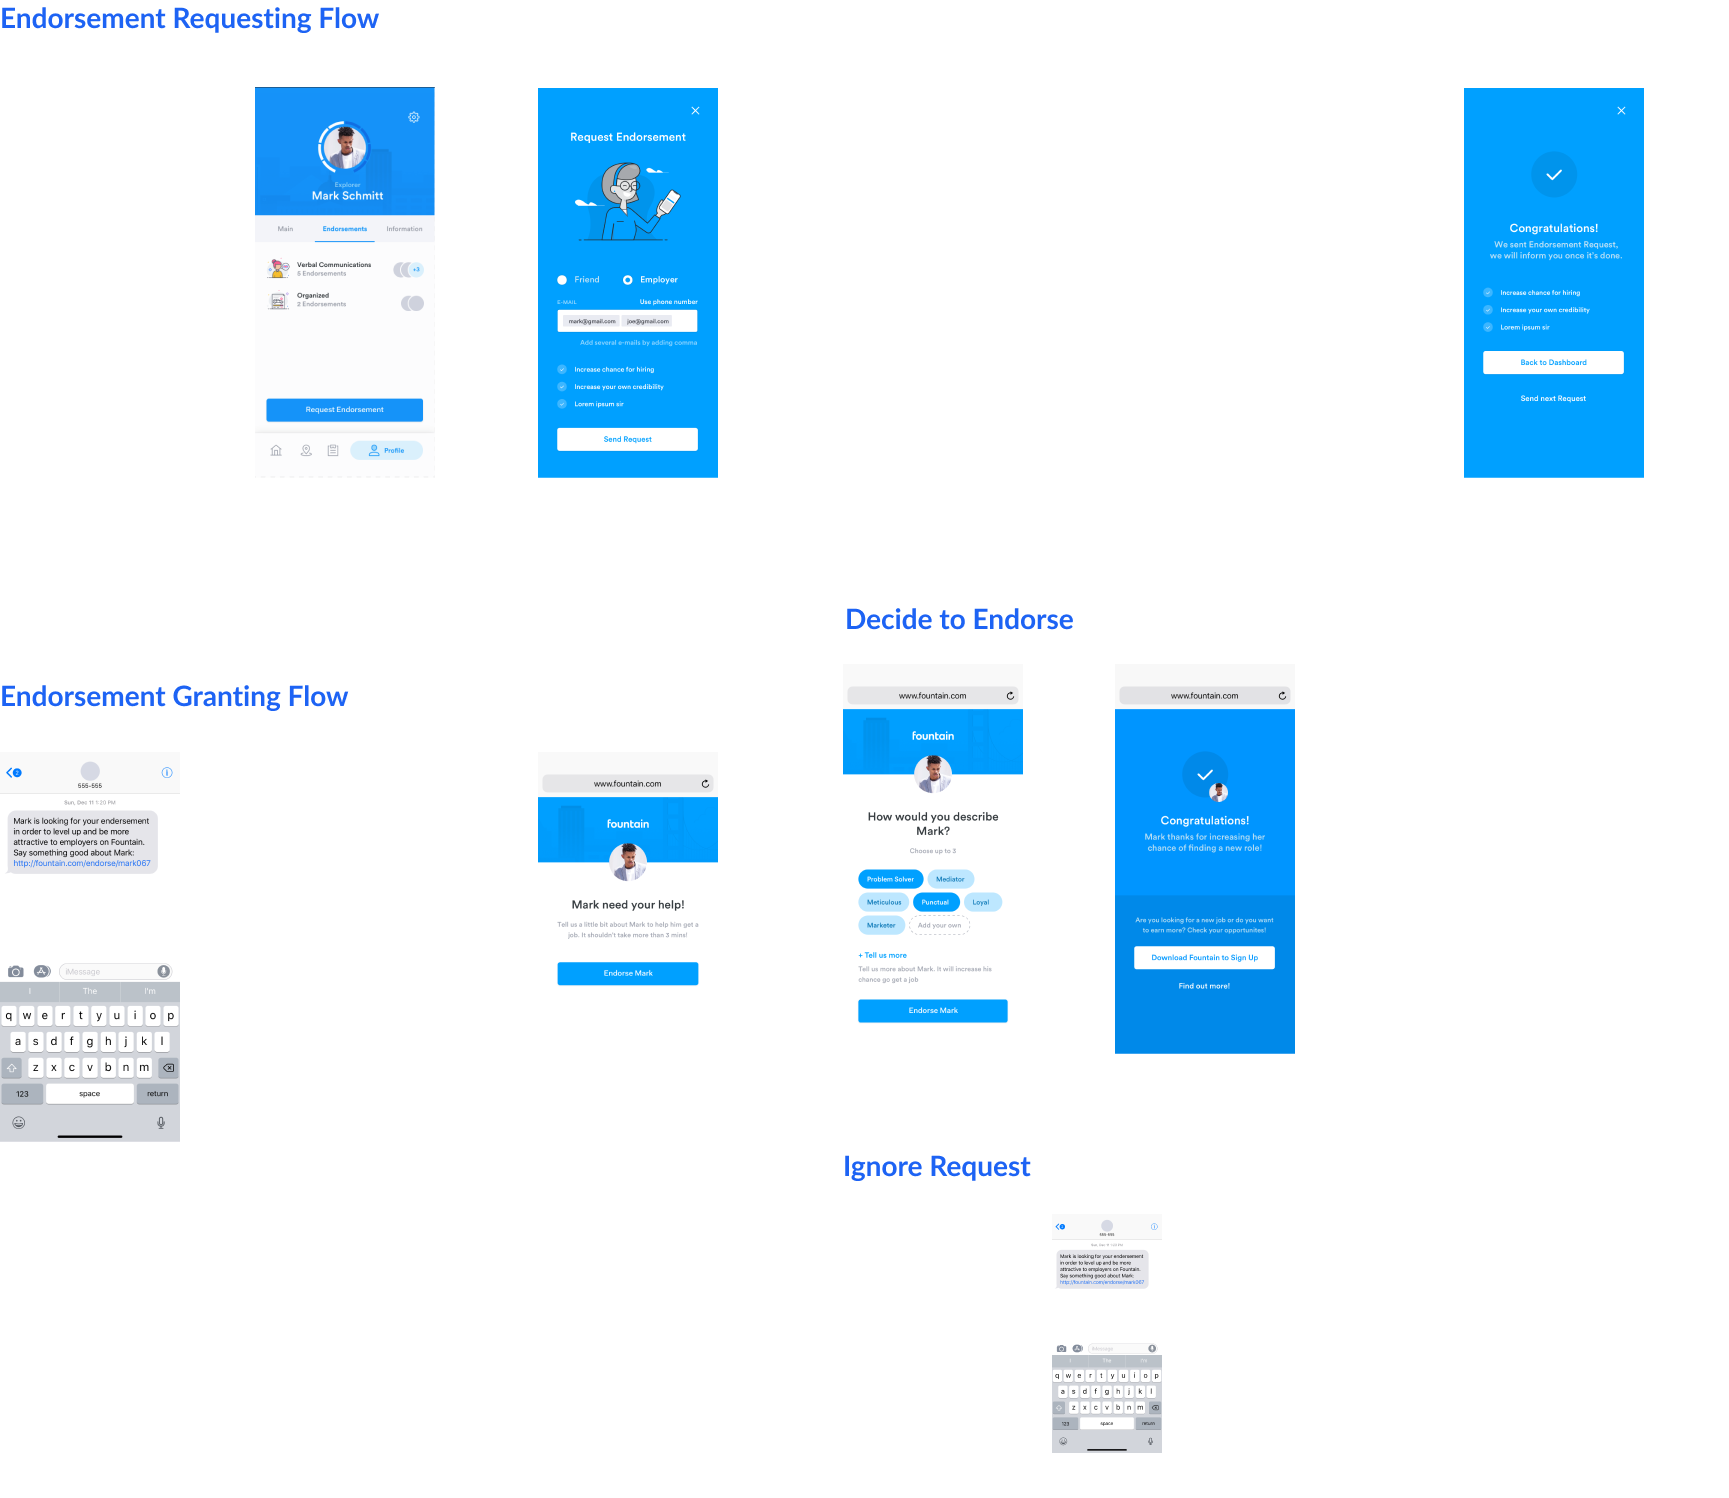 Endorsement Requesting Flow
Explorer
Mark Schmitt
Main Endorsements Information
Verbal Communications
5 Endorsements
+3
Organized
2 Endorsements
Request Endorsement
Profile
Request Endorsement
Friend Employer
E-MAIL Use phone number
mark@gmail.com joe@gmail.com
Add several e-mails by adding comma
Increase chance for hiring
Increase your own credibility
Lorem ipsum sir
Send Request
Congratulations!
We sent Endorsement Request,
we will inform you once it's done.
Increase chance for hiring
Increase your own credibility
Lorem ipsum sir
Back to Dashboard
Send next Request
Endorsement Granting Flow
2
555-555
Sun, Dec 11 1:20 PM
Mark is looking for your endersement
in order to level up and be more
attractive to employers on Fountain.
Say something good about Mark:
http://fountain.com/endorse/mark067
iMessage
I The I'm
q w e r t y u i o p
a s d f g h j k l
z x c v b n m
123 space return
www.fountain.com
fountain
Mark need your help!
Tell us a little bit about Mark to help him get a
job. It shouldn't take more than 3 mins!
Endorse Mark
Decide to Endorse
www.fountain.com
fountain
How would you describe
Mark?
Choose up to 3
Problem Solver Mediator
Meticulous Punctual Loyal
Marketer Add your own
+ Tell us more
Tell us more about Mark. It will increase his
chance go get a job
Endorse Mark
www.fountain.com
Congratulations!
Mark thanks for increasing her
chance of finding a new role!
Are you looking for a new job or do you want
to earn more? Check your opportunites!
Download Fountain to Sign Up
Find out more!
Ignore Request
555-555
Mark is looking for your endersement
in order to level up and be more
attractive to employers on Fountain.
Say something good about Mark:
http://fountain.com/endorse/mark067
iMessage
I The I'm
q w e r t y u i o p
a s d f g h j k l
z x c v b n m
123 space return